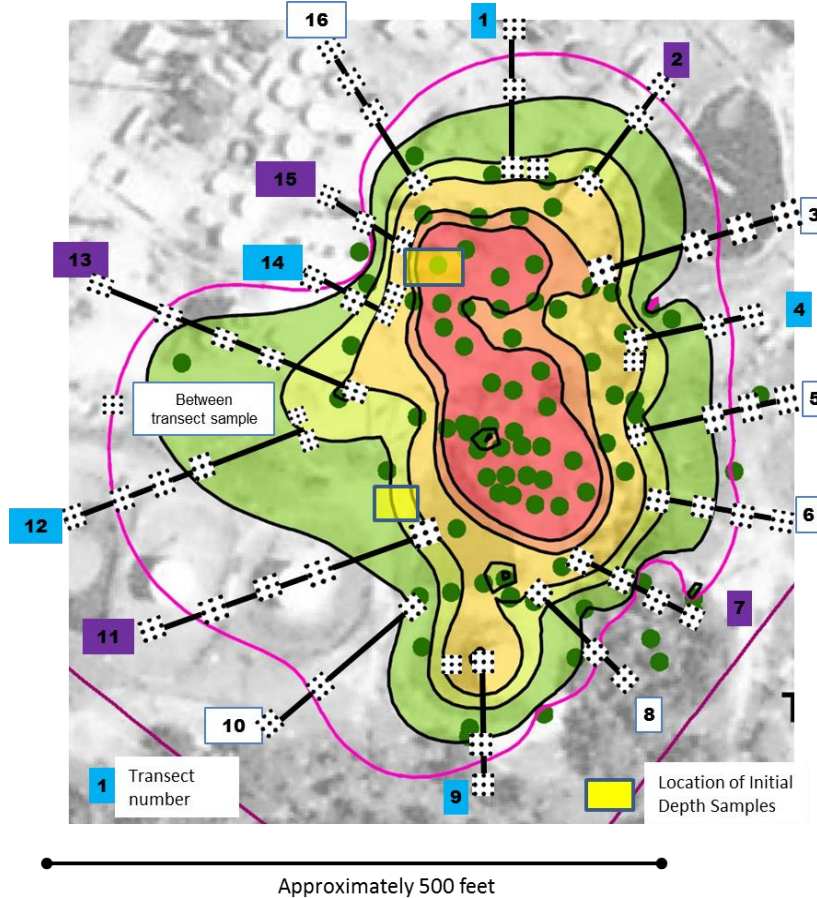 16
1
2
15
3
13
14
4
Between
transect sample
5
12
6
11
7
10
8
9
1
Transect
number
Location of Initial
Depth Samples
T
Approximately 500 feet